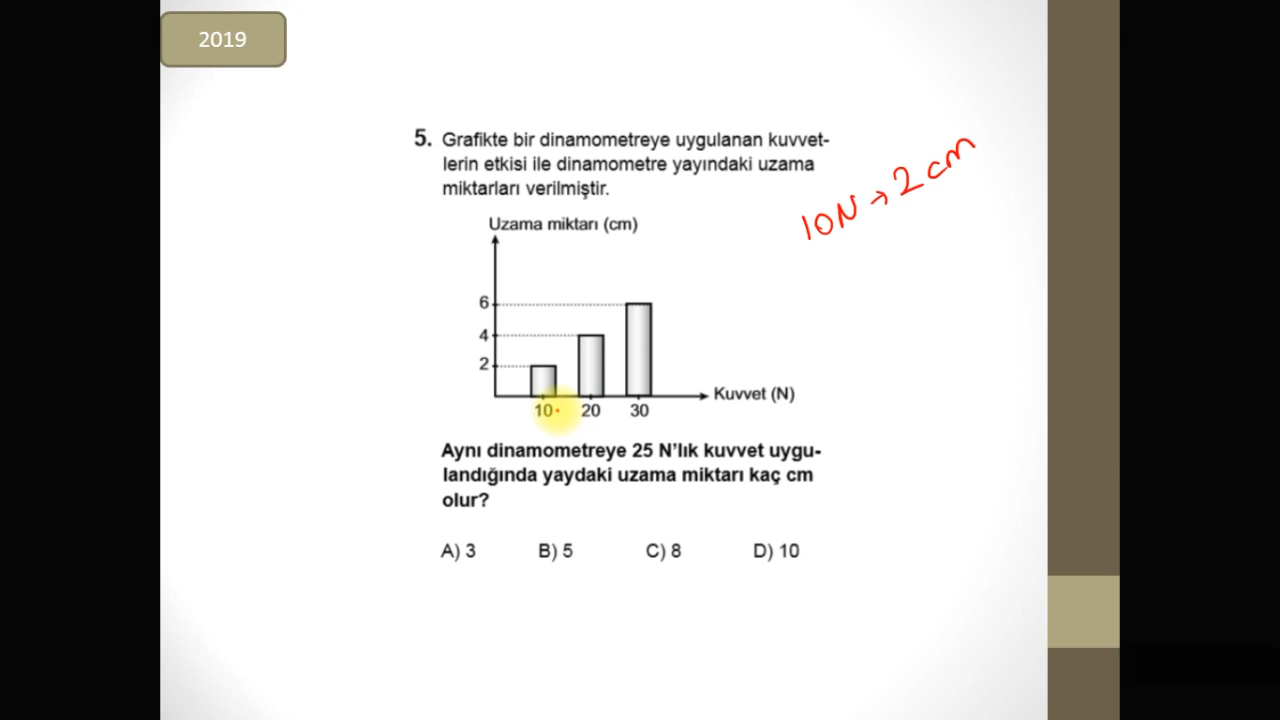 2019
5. Grafikte bir dinamometreye uygulanan kuvvet-
lerin etkisi ile dinamometre yayındaki uzama
miktarları verilmiştir.
10N → 2 cm
Uzama miktarı (cm)
6
4
2
Kuvvet (N)
10 20 30
Aynı dinamometreye 25 N'lık kuvvet uygu-
landığında yaydaki uzama miktarı kaç cm
olur?
A) 3 B) 5 C) 8 D) 10